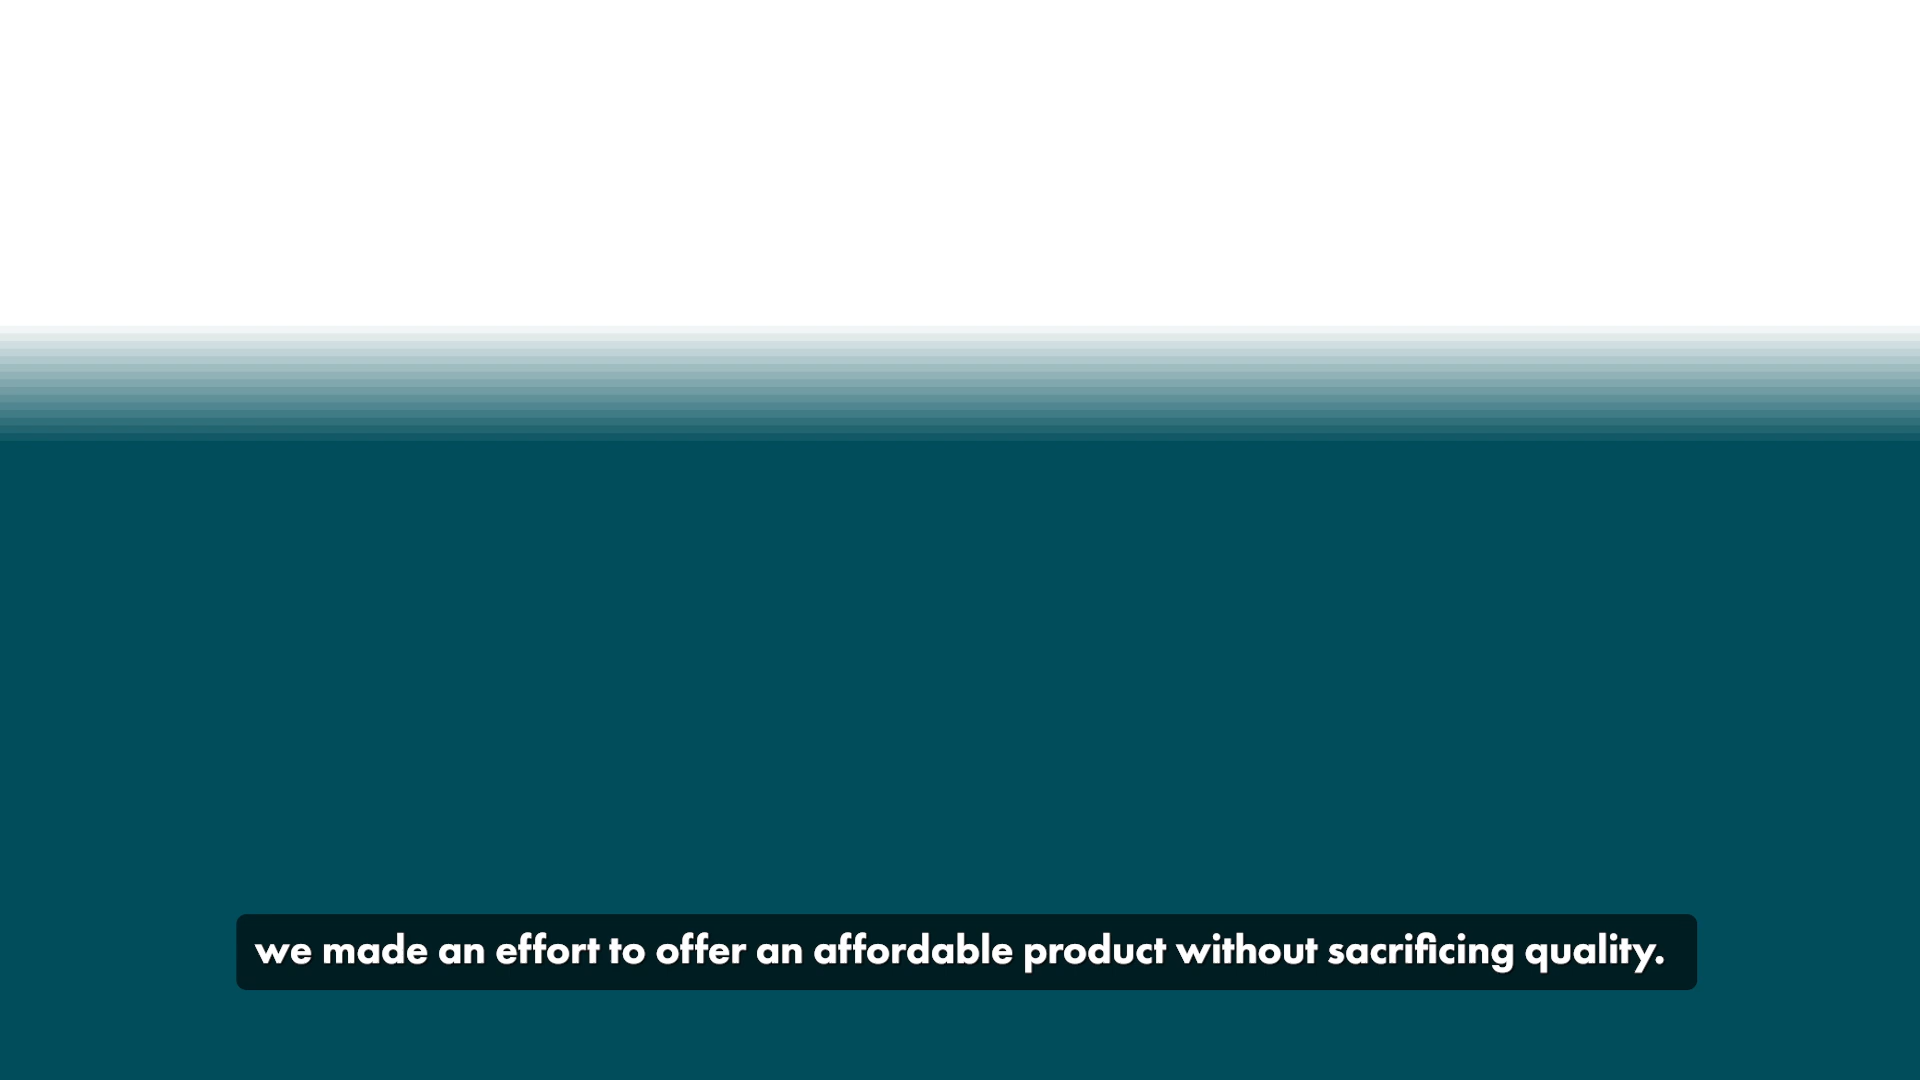 we made an effort to offer an affordable product without sacrificing quality.